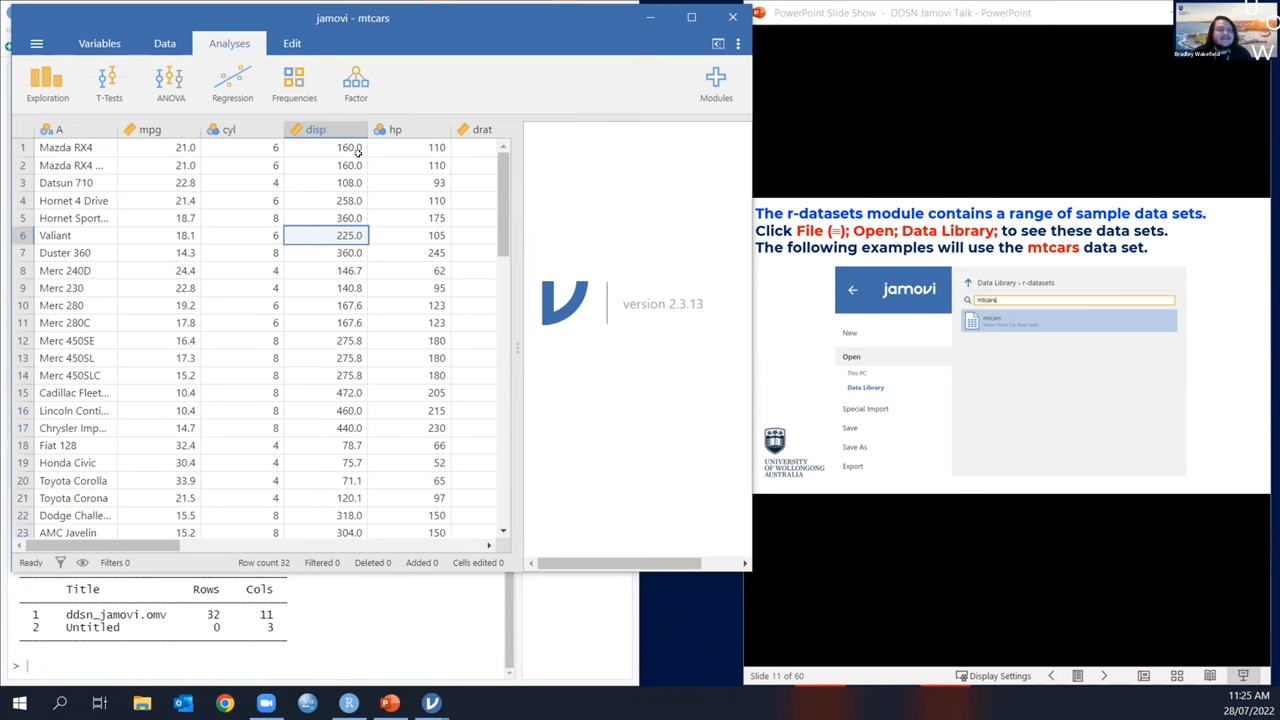 jamovi - mtcars
Variables Data Analyses Edit
Exploration T-Tests ANOVA Regression Frequencies Factor Modules
A mpg cyl disp hp drat
1 Mazda RX4 21.0 6 160.0 110
2 Mazda RX4 ... 21.0 6 160.0 110
3 Datsun 710 22.8 4 108.0 93
4 Hornet 4 Drive 21.4 6 258.0 110
5 Hornet Sport... 18.7 8 360.0 175
6 Valiant 18.1 6 225.0 105
7 Duster 360 14.3 8 360.0 245
8 Merc 240D 24.4 4 146.7 62
9 Merc 230 22.8 4 140.8 95
10 Merc 280 19.2 6 167.6 123
11 Merc 280C 17.8 6 167.6 123
12 Merc 450SE 16.4 8 275.8 180
13 Merc 450SL 17.3 8 275.8 180
14 Merc 450SLC 15.2 8 275.8 180
15 Cadillac Fleet... 10.4 8 472.0 205
16 Lincoln Conti... 10.4 8 460.0 215
17 Chrysler Imp... 14.7 8 440.0 230
18 Fiat 128 32.4 4 78.7 66
19 Honda Civic 30.4 4 75.7 52
20 Toyota Corolla 33.9 4 71.1 65
21 Toyota Corona 21.5 4 120.1 97
22 Dodge Challe... 15.5 8 318.0 150
23 AMC Javelin 15.2 8 304.0 150
version 2.3.13
Ready Filters 0 Row count 32 Filtered 0 Deleted 0 Added 0 Cells edited 0
Title Rows Cols
1 ddsn_jamovi.omv 32 11
2 Untitled 0 3
>
PowerPoint Slide Show - DDSN Jamovi Talk - PowerPoint
Bradley Wakefield
The r-datasets module contains a range of sample data sets.
Click File (≡); Open; Data Library; to see these data sets.
The following examples will use the mtcars data set.
jamovi
New
Open
This PC
Data Library
Special Import
Save
Save As
Export
Data Library › r-datasets
mtcars
mtcars
UNIVERSITY
OF WOLLONGONG
AUSTRALIA
Slide 11 of 60
Display Settings
11:25 AM
28/07/2022